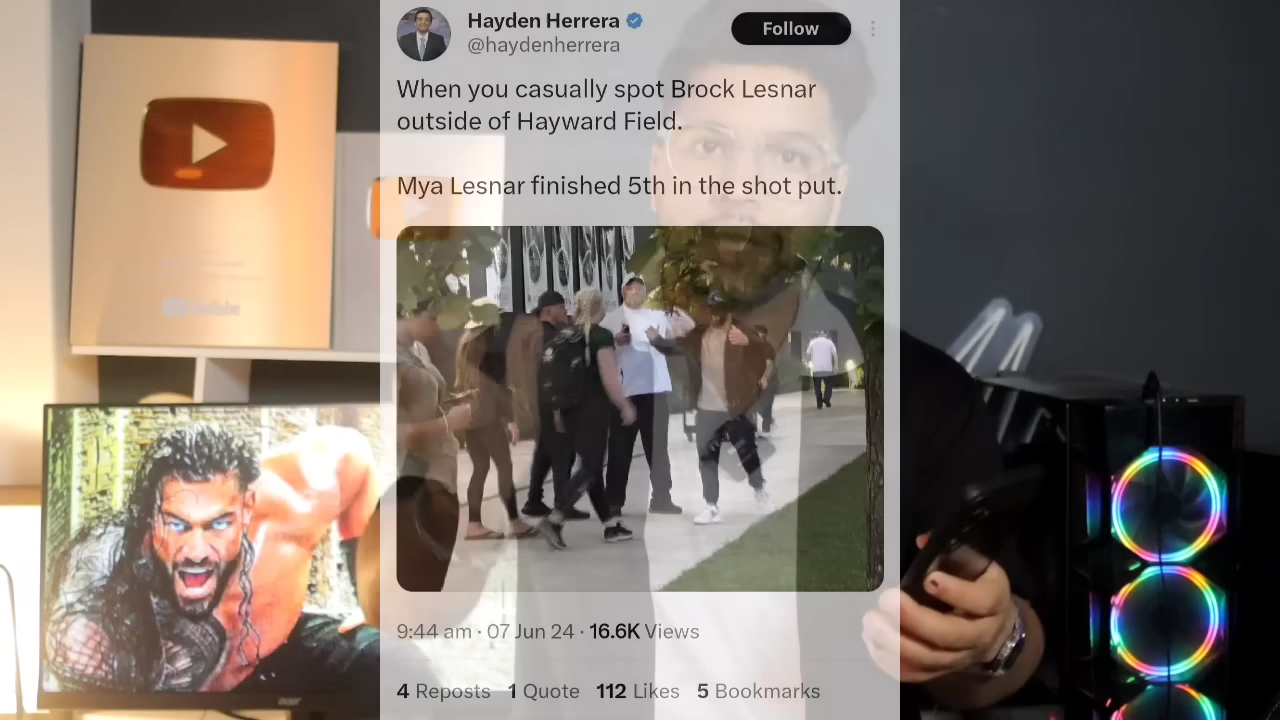 Hayden Herrera
@haydenherrera
Follow
When you casually spot Brock Lesnar
outside of Hayward Field.
Mya Lesnar finished 5th in the shot put.
9:44 am · 07 Jun 24 · 16.6K Views
4 Reposts 1 Quote 112 Likes 5 Bookmarks
acer